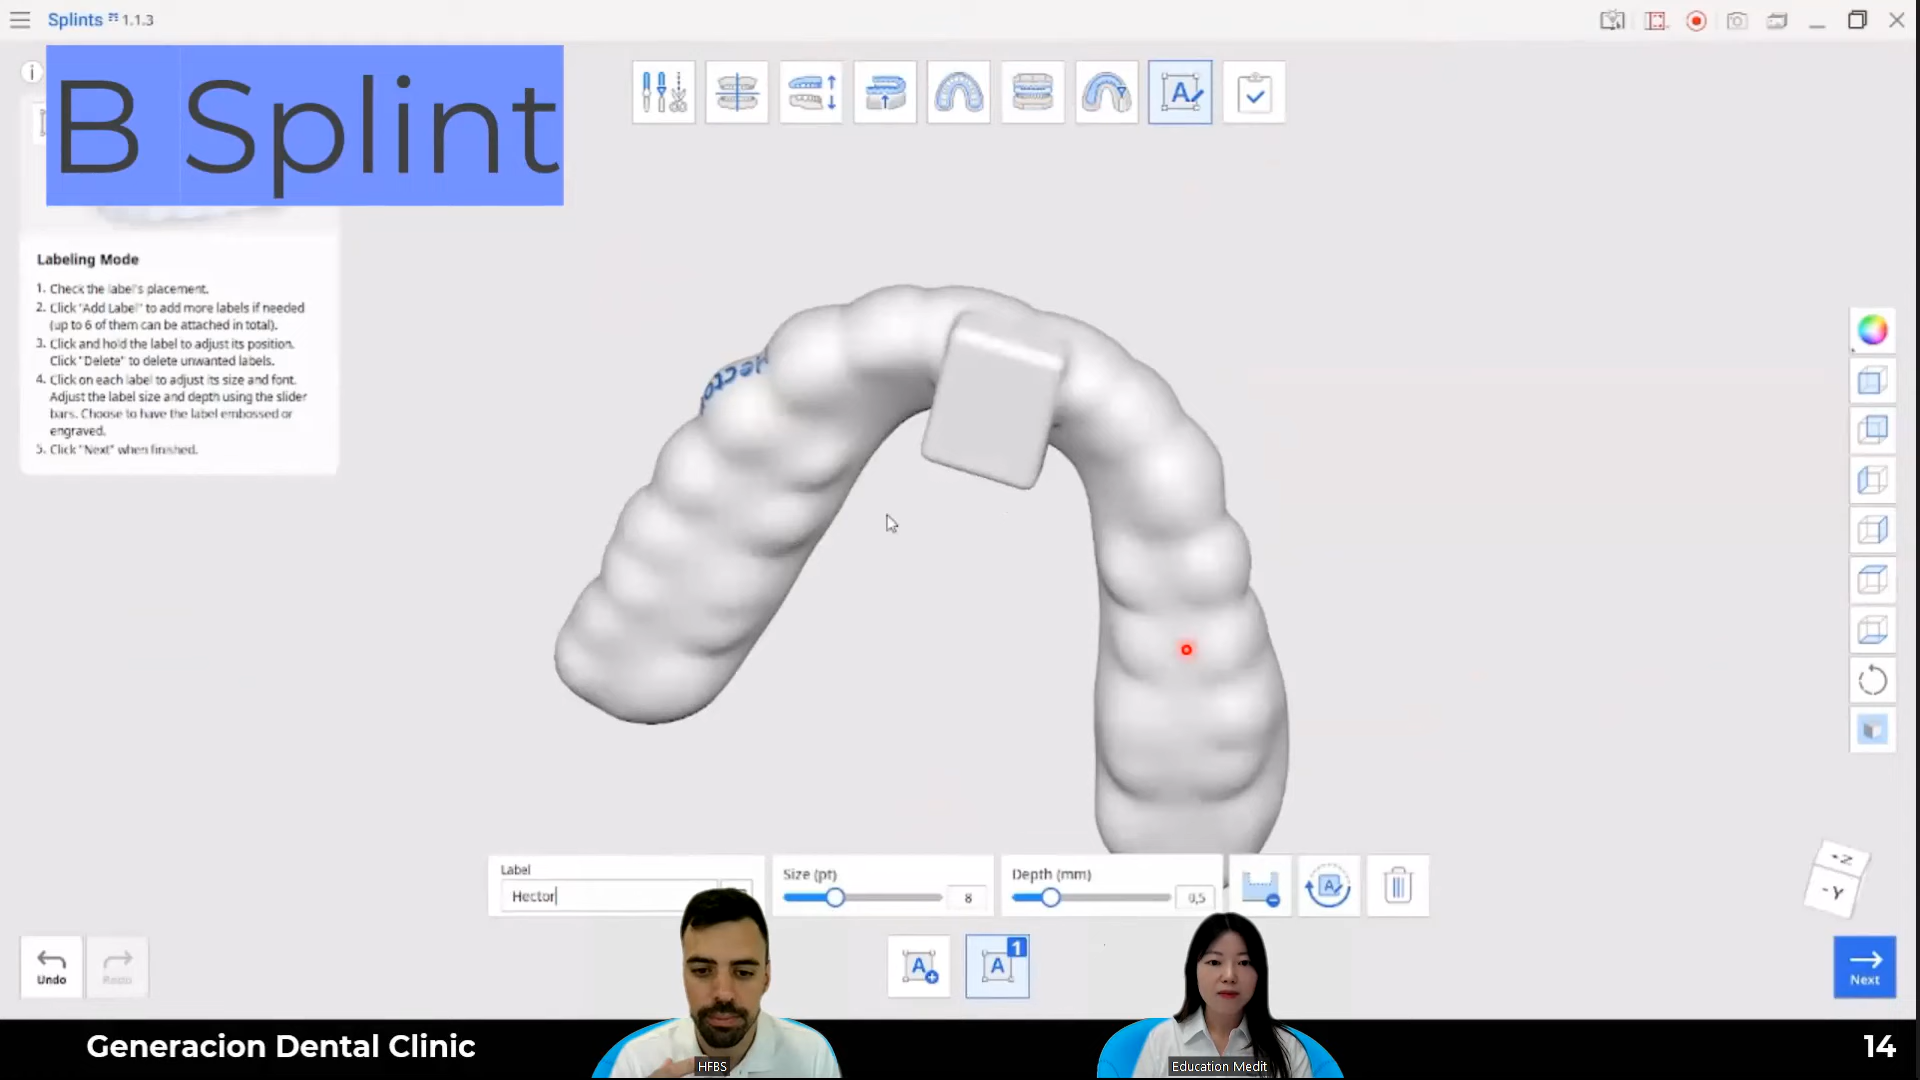 Splints 1.1.3
B Splint
Labeling Mode
1. Check the label's placement.
2. Click "Add Label" to add more labels if needed
(up to 6 of them can be attached in total).
3. Click and hold the label to adjust its position.
Click "Delete" to delete unwanted labels.
4. Click on each label to adjust its size and font.
Adjust the label size and depth using the slider
bars. Choose to have the label embossed or
engraved.
5. Click "Next" when finished.
Hector
Label
Hector
Size (pt)
8
Depth (mm)
0,5
+Z
-Y
Undo
Redo
A
A 1
Next
Generacion Dental Clinic
HFBS
Education Medit
14